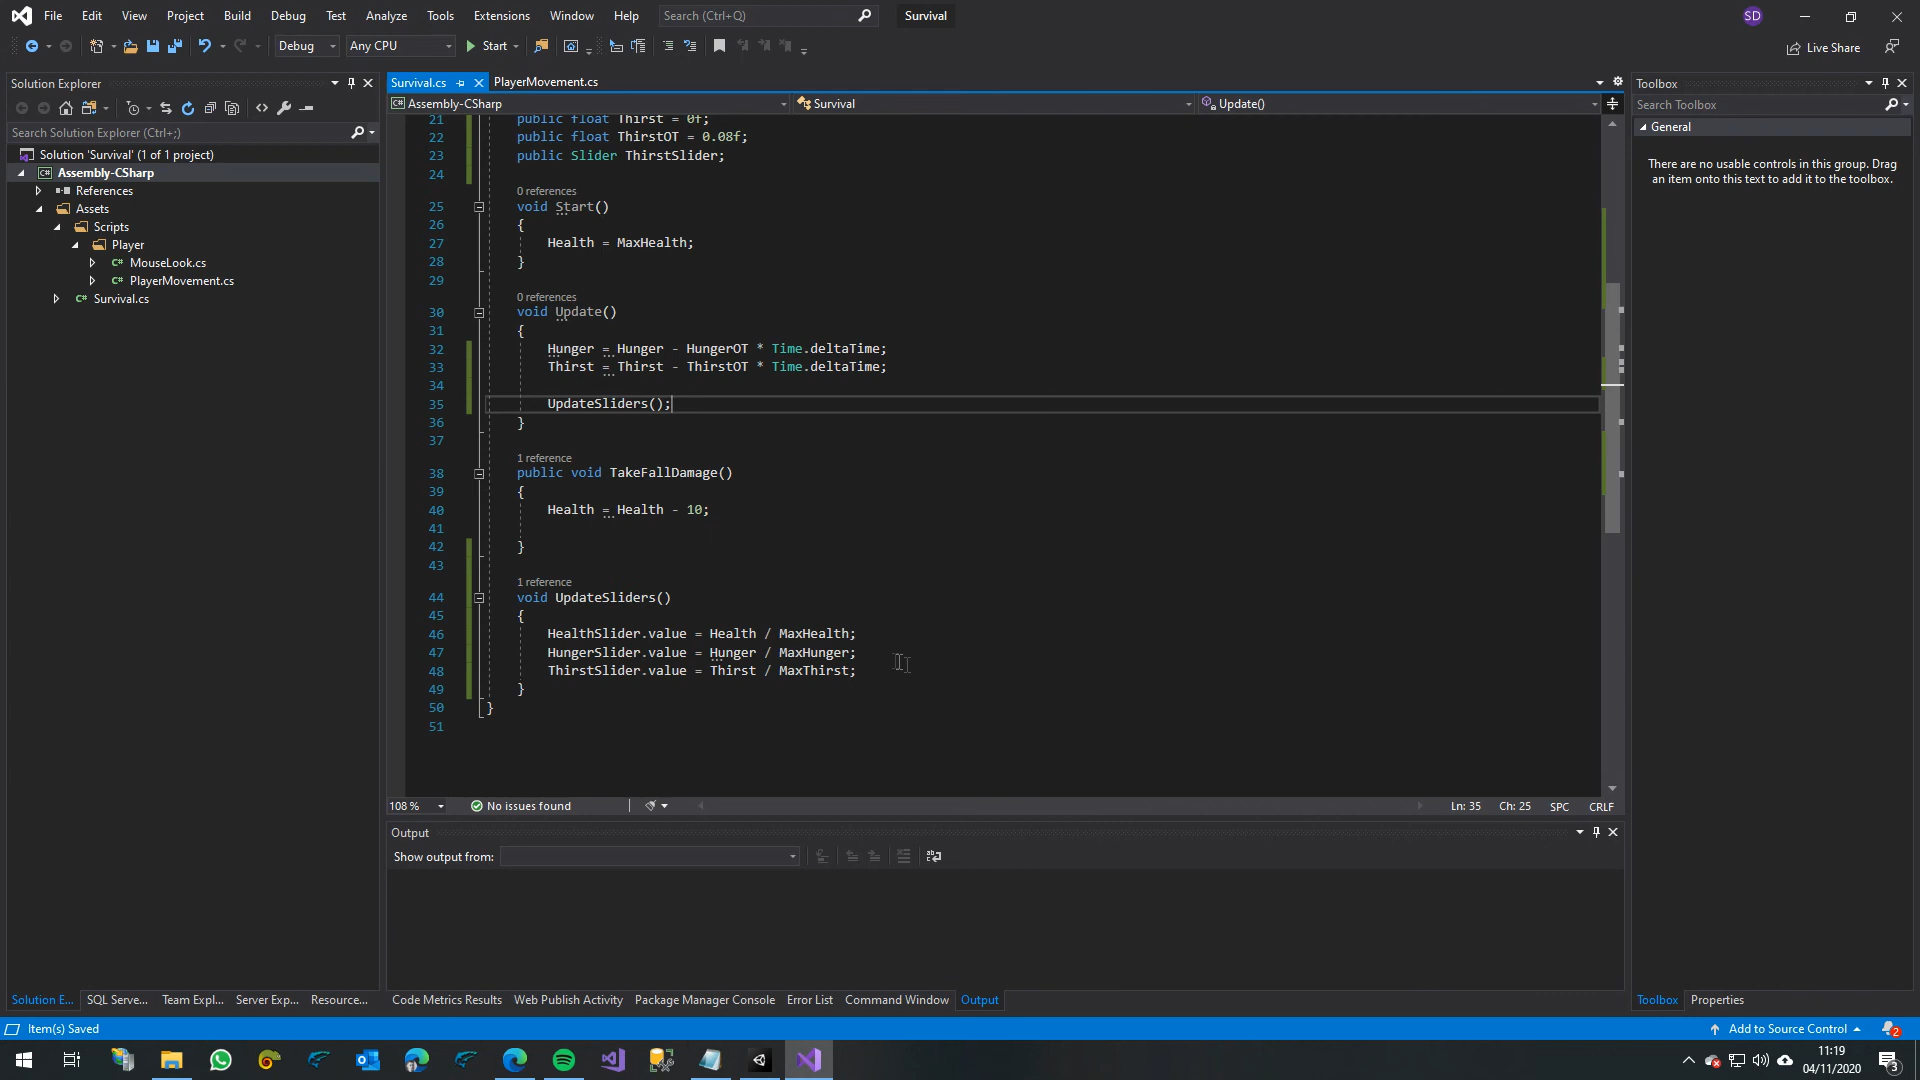 File Edit View Project Build Debug Test Analyze Tools Extensions Window Help Search (Ctrl+Q) Survival SD
Debug Any CPU Start Live Share
Solution Explorer
Search Solution Explorer (Ctrl+;)
Solution 'Survival' (1 of 1 project)
C# Assembly-CSharp
References
Assets
Scripts
Player
C# MouseLook.cs
C# PlayerMovement.cs
C# Survival.cs
Survival.cs PlayerMovement.cs
C# Assembly-CSharp Survival Update()
21 public float Thirst = 0f;
22 public float ThirstOT = 0.08f;
23 public Slider ThirstSlider;
24
0 references
25 void Start()
26 {
27 Health = MaxHealth;
28 }
29
0 references
30 void Update()
31 {
32 Hunger = Hunger - HungerOT * Time.deltaTime;
33 Thirst = Thirst - ThirstOT * Time.deltaTime;
34
35 UpdateSliders();
36 }
37
1 reference
38 public void TakeFallDamage()
39 {
40 Health = Health - 10;
41
42 }
43
1 reference
44 void UpdateSliders()
45 {
46 HealthSlider.value = Health / MaxHealth;
47 HungerSlider.value = Hunger / MaxHunger;
48 ThirstSlider.value = Thirst / MaxThirst;
49 }
50 }
51
108 % No issues found Ln: 35 Ch: 25 SPC CRLF
Output
Show output from:
Toolbox
Search Toolbox
General
There are no usable controls in this group. Drag
an item onto this text to add it to the toolbox.
Solution E... SQL Serve... Team Expl... Server Exp... Resource... Code Metrics Results Web Publish Activity Package Manager Console Error List Command Window Output Toolbox Properties
Item(s) Saved Add to Source Control 2
11:19
04/11/2020
3